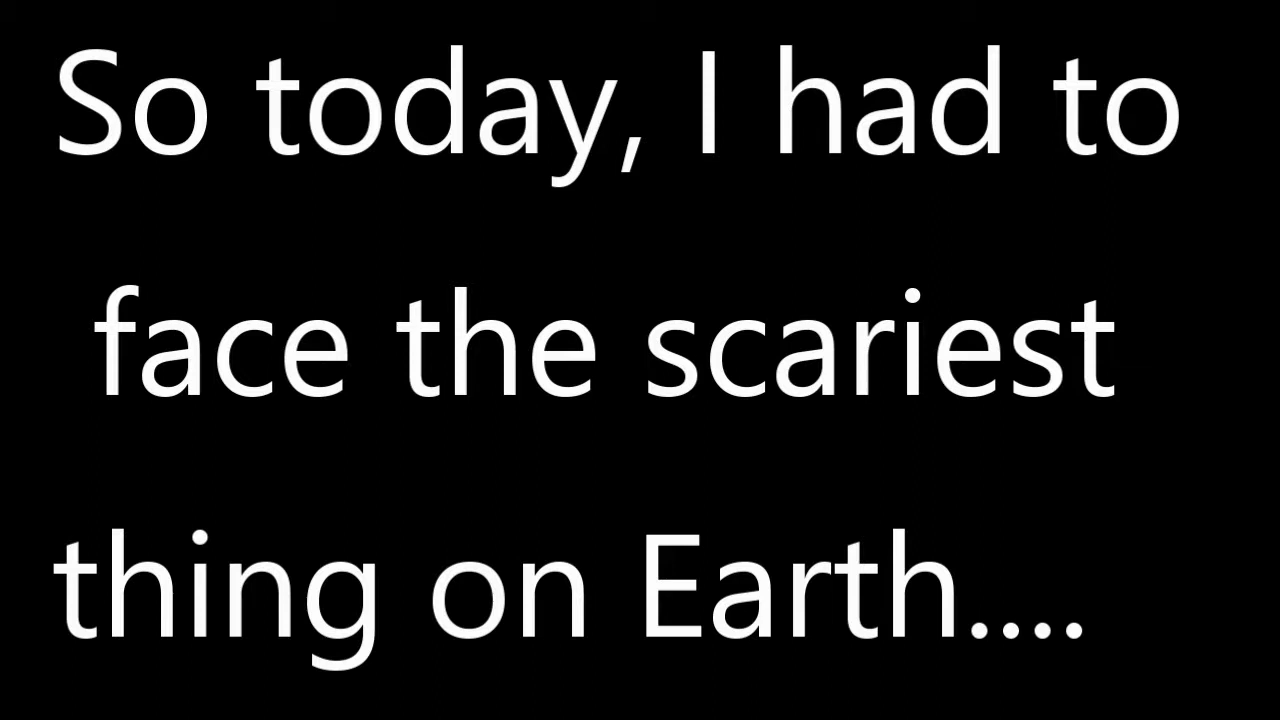 So today, I had to
face the scariest
thing on Earth....